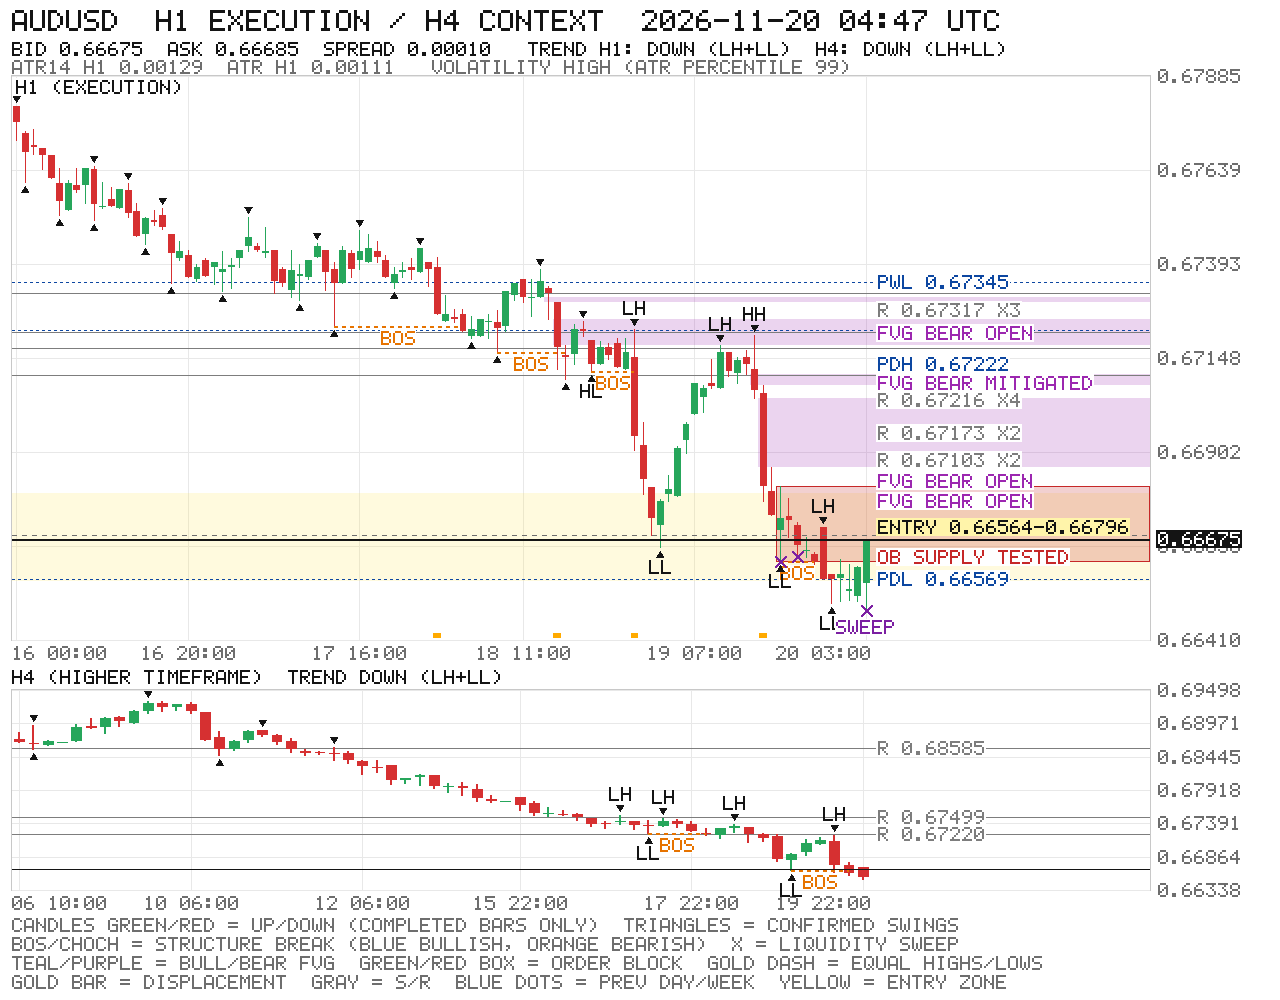 AUDUSD  H1 EXECUTION / H4 CONTEXT  2026-11-20 04:47 UTC
BID 0.66675  ASK 0.66685  SPREAD 0.00010  TREND H1: DOWN (LH+LL)  H4: DOWN (LH+LL)
ATR14 H1 0.00129  ATR H1 0.00111  VOLATILITY HIGH (ATR PERCENTILE 99)
H1 (EXECUTION)
0.67885
0.67639
0.67393
PWL 0.67345
LH
R 0.67317 X3
LH
HH
FVG BEAR OPEN
BOS
0.67148
BOS
PDH 0.67222
BOS
HL
FVG BEAR MITIGATED
R 0.67216 X4
R 0.67173 X2
0.66902
R 0.67103 X2
FVG BEAR OPEN
FVG BEAR OPEN
LH
ENTRY 0.66564-0.66796
0.66675
OB SUPPLY TESTED
LL
BOS
LL
PDL 0.66569
LL
SWEEP
0.66410
16 00:00
16 20:00
17 16:00
18 11:00
19 07:00
20 03:00
H4 (HIGHER TIMEFRAME)  TREND DOWN (LH+LL)
0.69498
0.68971
R 0.68585
0.68445
0.67918
LH
LH
LH
LH
R 0.67499
0.67391
R 0.67220
BOS
LL
0.66864
BOS
LL
0.66338
06 10:00
10 06:00
12 06:00
15 22:00
17 22:00
19 22:00
CANDLES GREEN/RED = UP/DOWN (COMPLETED BARS ONLY)  TRIANGLES = CONFIRMED SWINGS
BOS/CHOCH = STRUCTURE BREAK (BLUE BULLISH, ORANGE BEARISH)  X = LIQUIDITY SWEEP
TEAL/PURPLE = BULL/BEAR FVG  GREEN/RED BOX = ORDER BLOCK  GOLD DASH = EQUAL HIGHS/LOWS
GOLD BAR = DISPLACEMENT  GRAY = S/R  BLUE DOTS = PREV DAY/WEEK  YELLOW = ENTRY ZONE